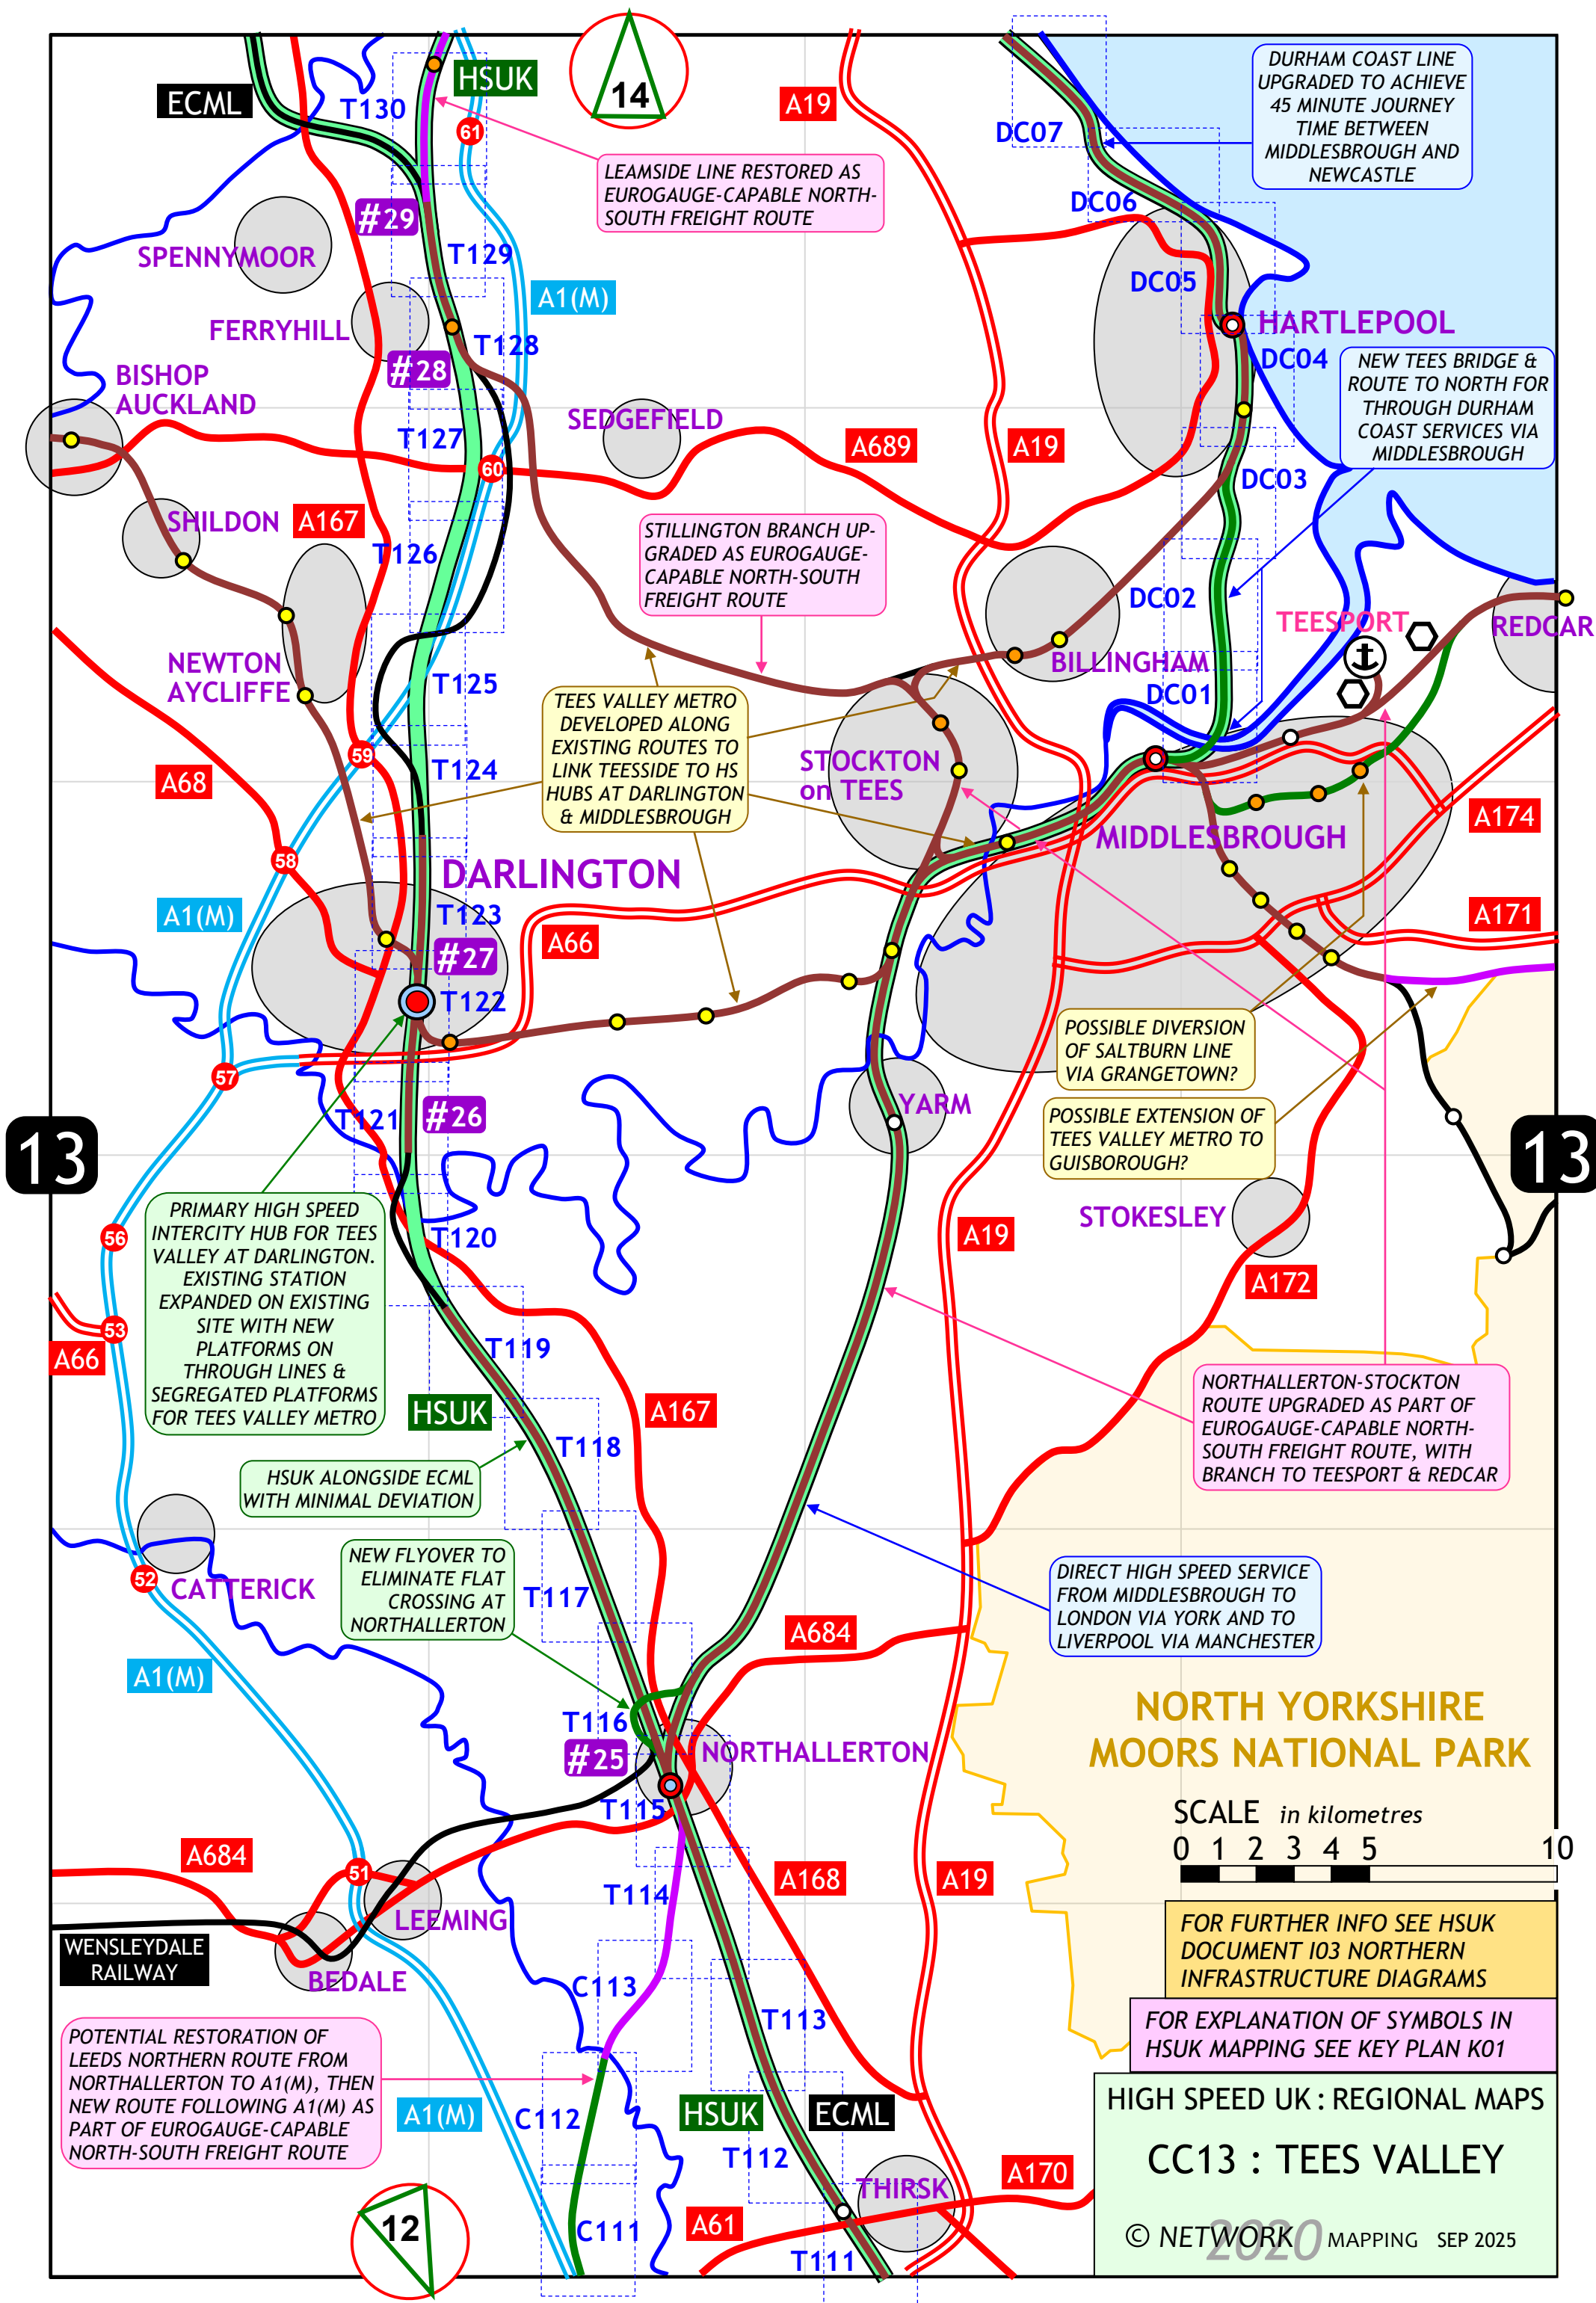 14
ECML
HSUK
T130
61
A19
DURHAM COAST LINE
UPGRADED TO ACHIEVE
45 MINUTE JOURNEY
TIME BETWEEN
MIDDLESBROUGH AND
NEWCASTLE
DC07
LEAMSIDE LINE RESTORED AS
EUROGAUGE-CAPABLE NORTH-
SOUTH FREIGHT ROUTE
DC06
#29
SPENNYMOOR
T129
A1(M)
DC05
FERRYHILL
T128
HARTLEPOOL
DC04
#28
BISHOP
AUCKLAND
NEW TEES BRIDGE &
ROUTE TO NORTH FOR
THROUGH DURHAM
COAST SERVICES VIA
MIDDLESBROUGH
SEDGEFIELD
T127
60
A689
A19
DC03
SHILDON
A167
T126
STILLINGTON BRANCH UP-
GRADED AS EUROGAUGE-
CAPABLE NORTH-SOUTH
FREIGHT ROUTE
DC02
TEESPORT
REDCAR
BILLINGHAM
NEWTON
AYCLIFFE
T125
DC01
TEES VALLEY METRO
DEVELOPED ALONG
EXISTING ROUTES TO
LINK TEESSIDE TO HS
HUBS AT DARLINGTON
& MIDDLESBROUGH
59
A68
T124
STOCKTON
on TEES
A174
MIDDLESBROUGH
58
DARLINGTON
A1(M)
T123
A66
A171
#27
T122
57
POSSIBLE DIVERSION
OF SALTBURN LINE
VIA GRANGETOWN?
T121
#26
YARM
POSSIBLE EXTENSION OF
TEES VALLEY METRO TO
GUISBOROUGH?
13
13
PRIMARY HIGH SPEED
INTERCITY HUB FOR TEES
VALLEY AT DARLINGTON.
EXISTING STATION
EXPANDED ON EXISTING
SITE WITH NEW
PLATFORMS ON
THROUGH LINES &
SEGREGATED PLATFORMS
FOR TEES VALLEY METRO
56
T120
A19
STOKESLEY
A172
53
A66
T119
HSUK
A167
NORTHALLERTON-STOCKTON
ROUTE UPGRADED AS PART OF
EUROGAUGE-CAPABLE NORTH-
SOUTH FREIGHT ROUTE, WITH
BRANCH TO TEESPORT & REDCAR
T118
HSUK ALONGSIDE ECML
WITH MINIMAL DEVIATION
NEW FLYOVER TO
ELIMINATE FLAT
CROSSING AT
NORTHALLERTON
52
CATTERICK
T117
DIRECT HIGH SPEED SERVICE
FROM MIDDLESBROUGH TO
LONDON VIA YORK AND TO
LIVERPOOL VIA MANCHESTER
A684
A1(M)
T116
#25
NORTHALLERTON
NORTH YORKSHIRE
MOORS NATIONAL PARK
T115
SCALE in kilometres
0 1 2 3 4 5 10
A684
51
A168
A19
T114
LEEMING
WENSLEYDALE
RAILWAY
BEDALE
FOR FURTHER INFO SEE HSUK
DOCUMENT I03 NORTHERN
INFRASTRUCTURE DIAGRAMS
C113
T113
FOR EXPLANATION OF SYMBOLS IN
HSUK MAPPING SEE KEY PLAN K01
POTENTIAL RESTORATION OF
LEEDS NORTHERN ROUTE FROM
NORTHALLERTON TO A1(M), THEN
NEW ROUTE FOLLOWING A1(M) AS
PART OF EUROGAUGE-CAPABLE
NORTH-SOUTH FREIGHT ROUTE
A1(M)
C112
HSUK
ECML
T112
THIRSK
A170
HIGH SPEED UK : REGIONAL MAPS
CC13 : TEES VALLEY
12
C111
A61
T111
© NETWORK 2020 MAPPING SEP 2025